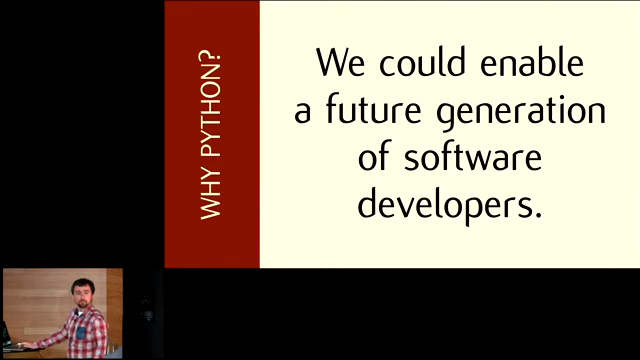 WHY PYTHON?
We could enable
a future generation
of software
developers.